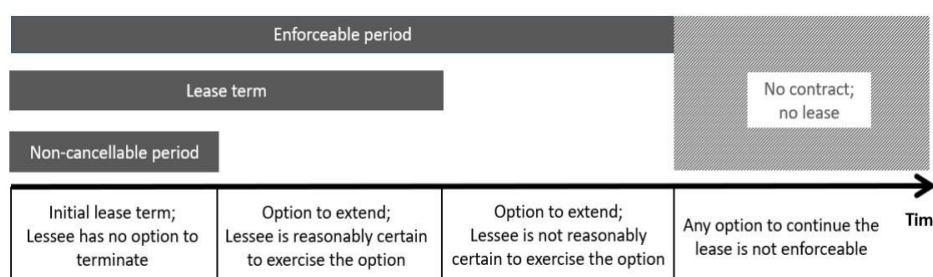 Enforceable period
Lease term
No contract;
no lease
Non-cancellable period
Initial lease term;
Lessee has no option to
terminate
Option to extend;
Lessee is reasonably certain
to exercise the option
Option to extend;
Lessee is not reasonably
certain to exercise the option
Any option to continue the
lease is not enforceable
Tim